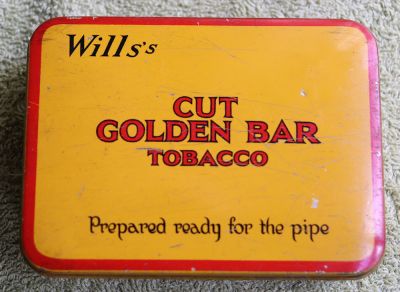 Wills's
CUT
GOLDEN BAR
TOBACCO
Prepared ready for the pipe